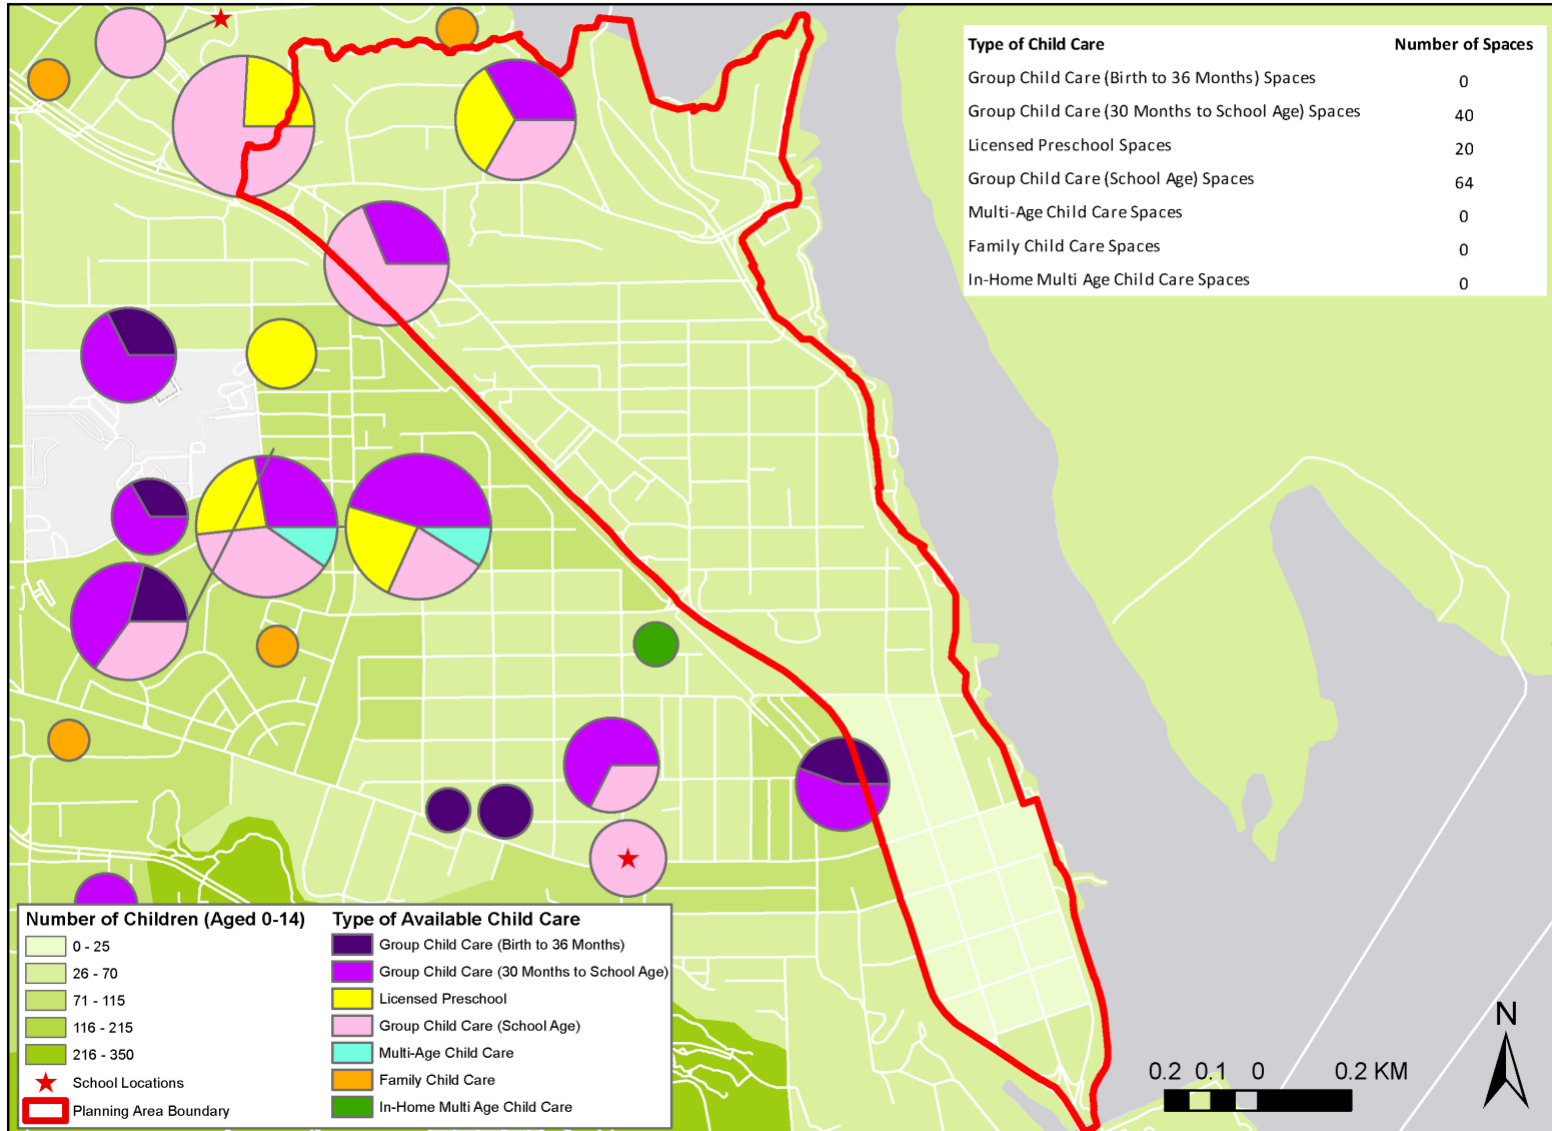 Type of Child Care Number of Spaces
Group Child Care (Birth to 36 Months) Spaces 0
Group Child Care (30 Months to School Age) Spaces 40
Licensed Preschool Spaces 20
Group Child Care (School Age) Spaces 64
Multi-Age Child Care Spaces 0
Family Child Care Spaces 0
In-Home Multi Age Child Care Spaces 0
Number of Children (Aged 0-14)
0 - 25
26 - 70
71 - 115
116 - 215
216 - 350
School Locations
Planning Area Boundary
Type of Available Child Care
Group Child Care (Birth to 36 Months)
Group Child Care (30 Months to School Age)
Licensed Preschool
Group Child Care (School Age)
Multi-Age Child Care
Family Child Care
In-Home Multi Age Child Care
0.2 0.1 0 0.2 KM
N